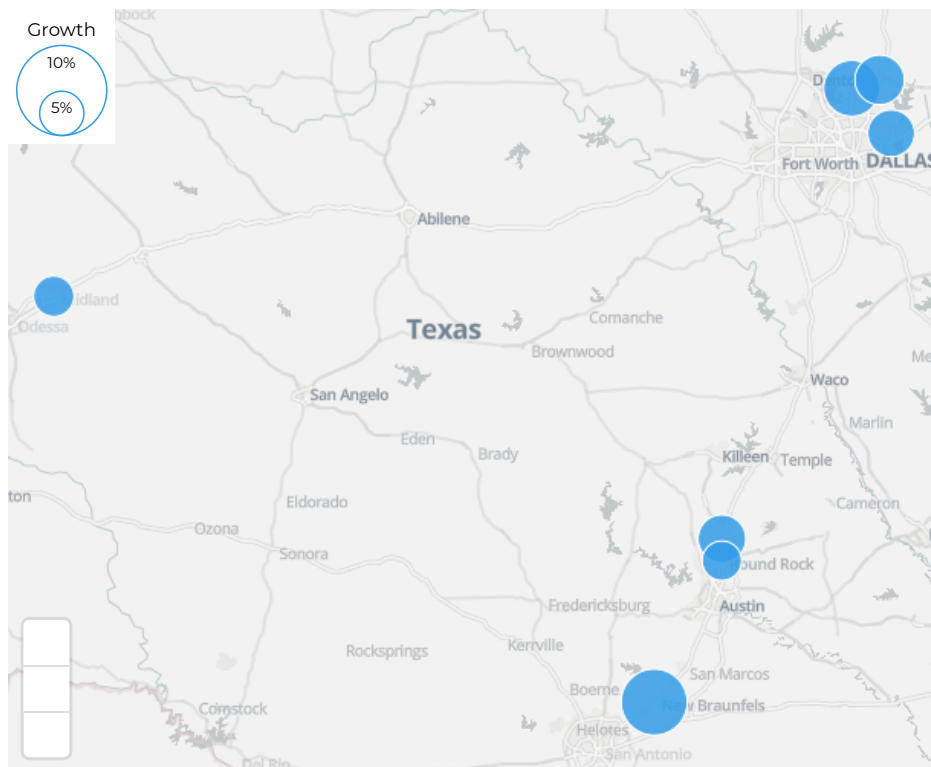 Growth
10%
5%
Abilene
Fort Worth
DALLAS
Odessa
Texas
Comanche
Brownwood
San Angelo
Waco
Eden
Brady
Marlin
Killeen
Temple
Eldorado
Cameron
Ozona
Sonora
Round Rock
Fredericksburg
Austin
Rocksprings
Kerrville
San Marcos
Boerne
New Braunfels
Comstock
Helotes
San Antonio
Del Rio